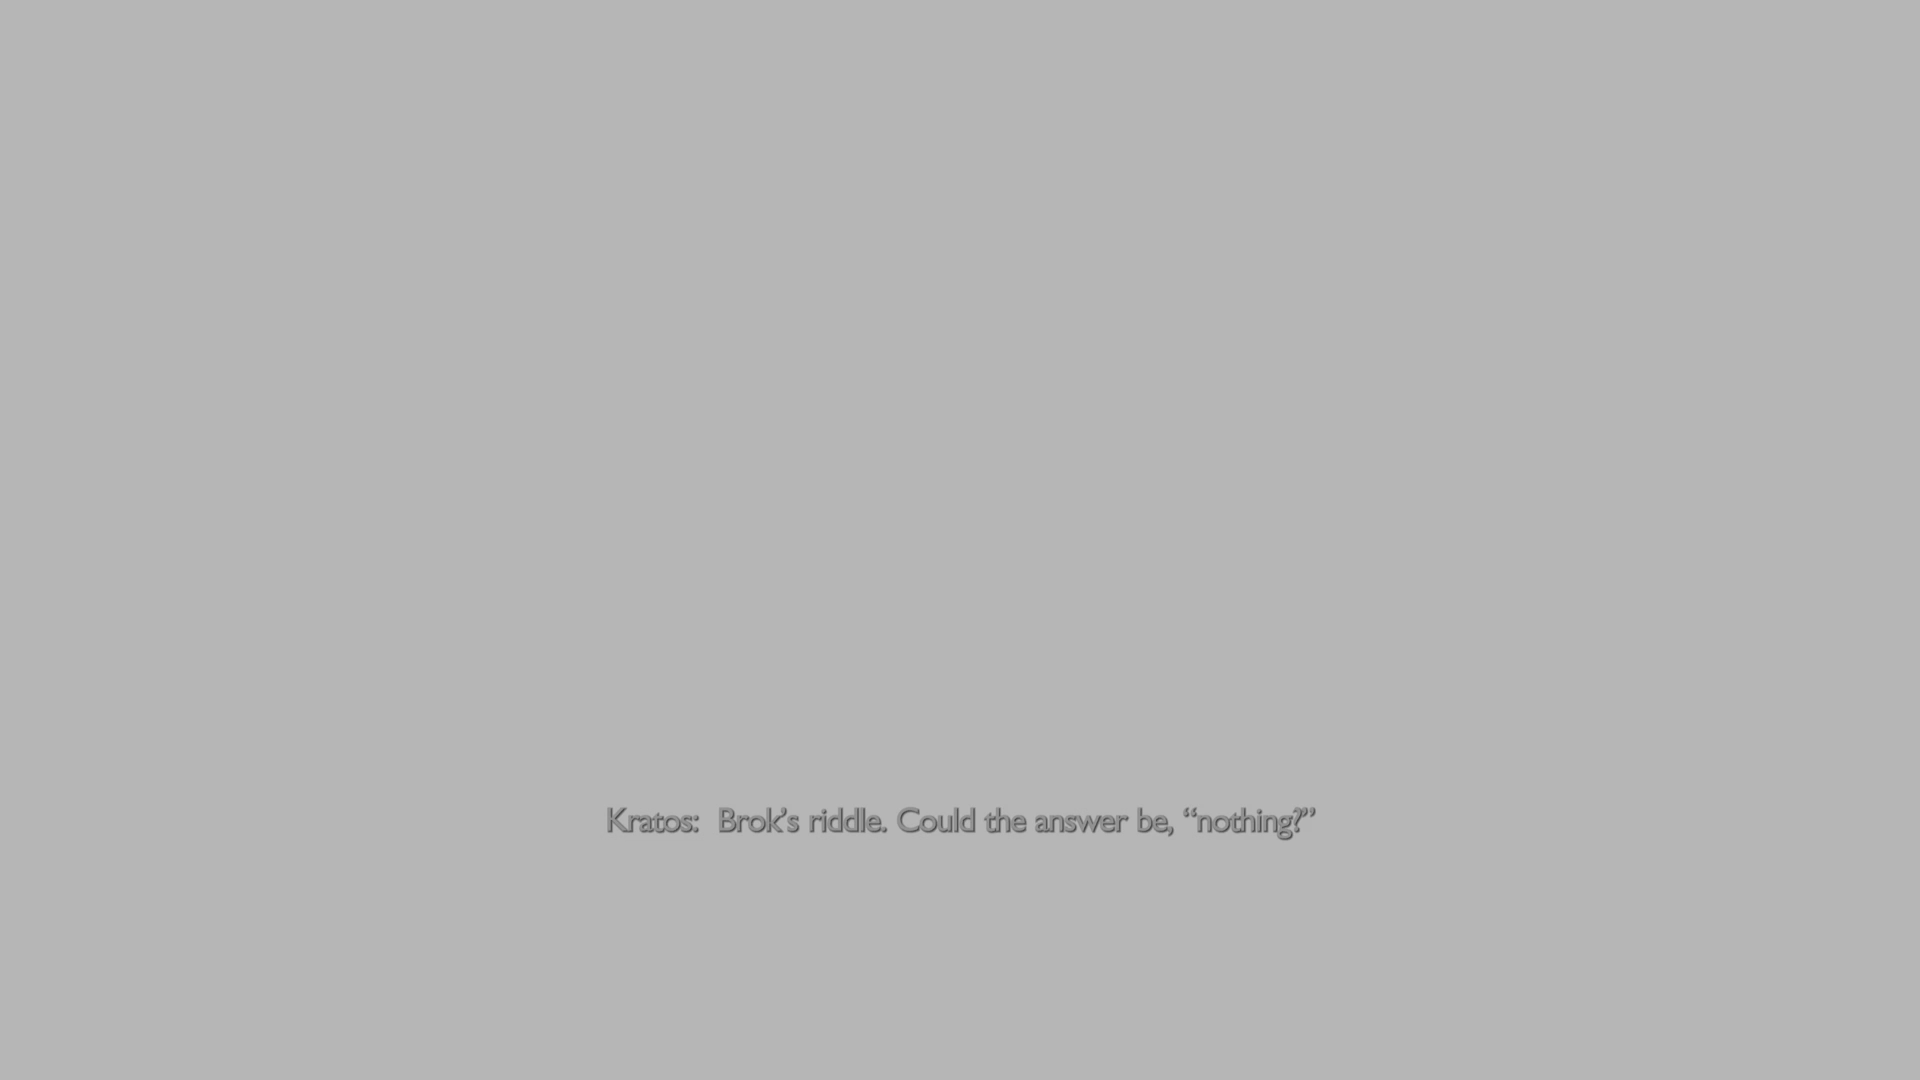 Kratos:  Brok’s riddle. Could the answer be, “nothing?”